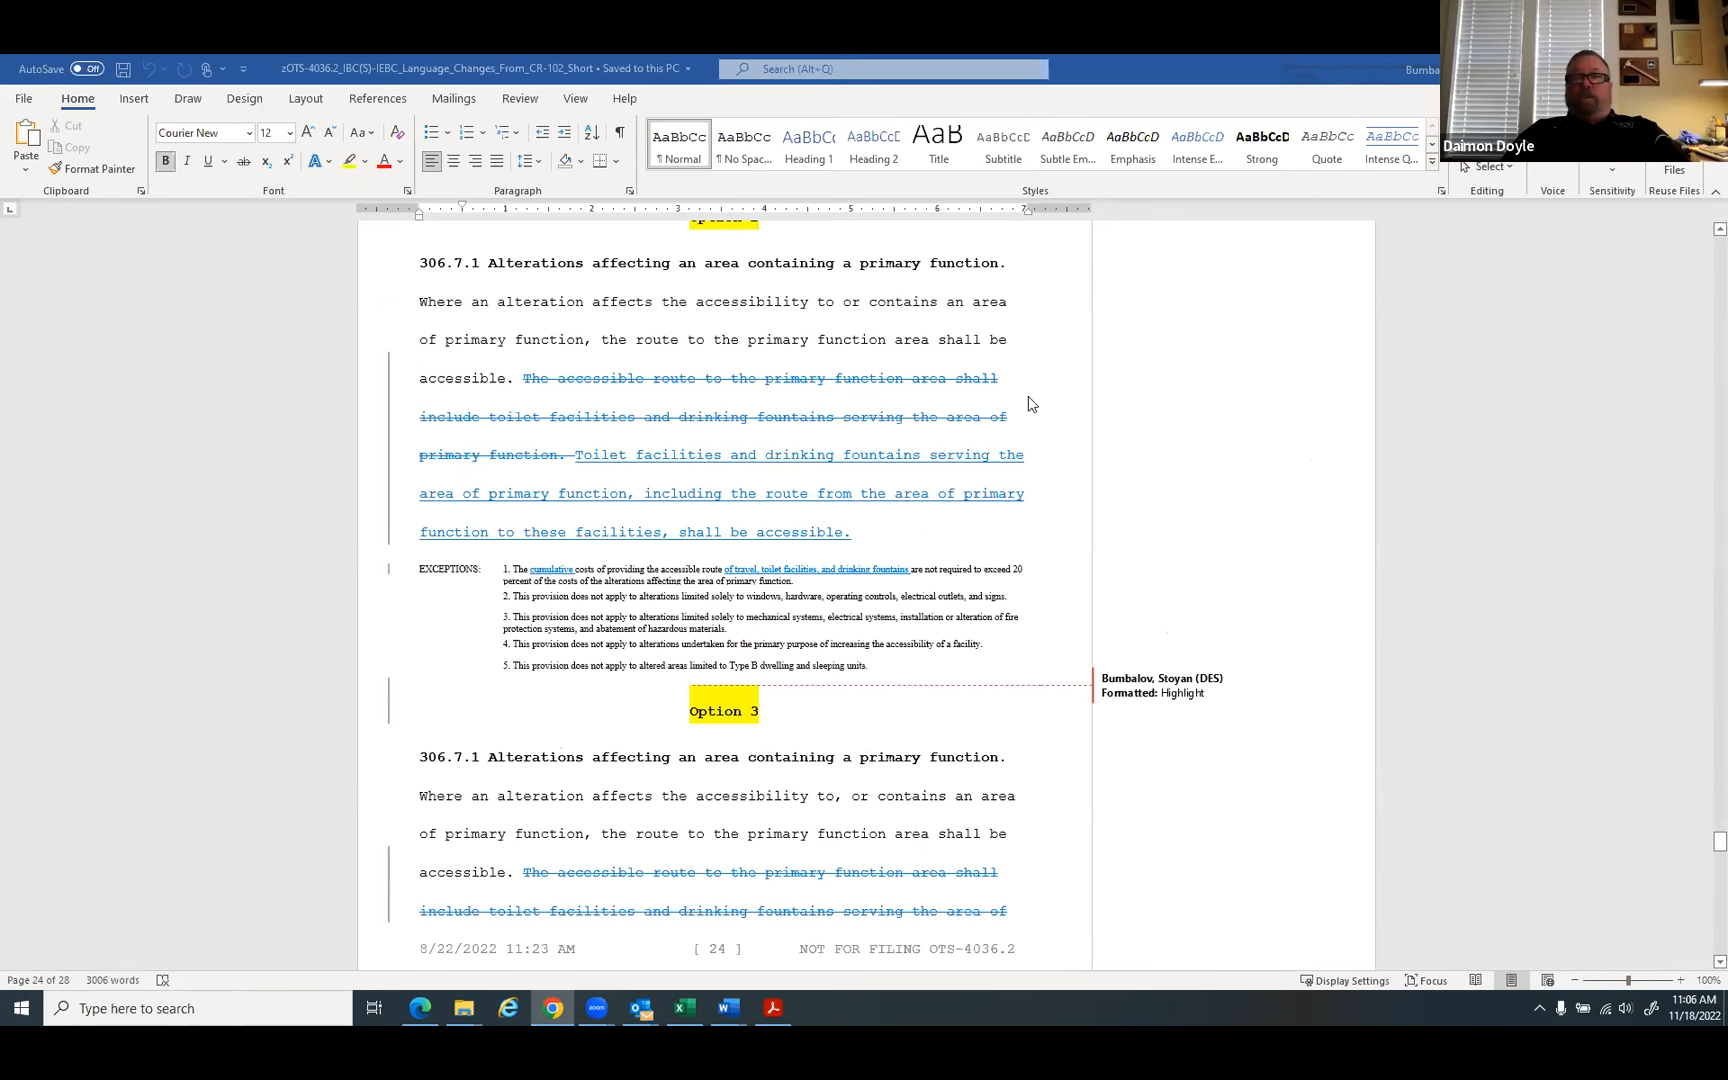 AutoSave Off
zOTS-4036.2_IBC(S)-IEBC_Language_Changes_From_CR-102_Short • Saved to this PC
Search (Alt+Q)
Bumba
File Home Insert Draw Design Layout References Mailings Review View Help
Paste
Cut
Copy
Format Painter
Clipboard
Courier New 12
Font
Paragraph
AaBbCc AaBbCc AaBbCc AaBbCcD AaB AaBbCcD AaBbCcD AaBbCcD AaBbCcD AaBbCcD AaBbCc AaBbCcD
¶ Normal ¶ No Spac... Heading 1 Heading 2 Title Subtitle Subtle Em... Emphasis Intense E... Strong Quote Intense Q...
Styles
Daimon Doyle
Select
Editing
Voice
Sensitivity
Files
Reuse Files
1 2 3 4 5 6 7
306.7.1 Alterations affecting an area containing a primary function.
Where an alteration affects the accessibility to or contains an area
of primary function, the route to the primary function area shall be
accessible. The accessible route to the primary function area shall
include toilet facilities and drinking fountains serving the area of
primary function. Toilet facilities and drinking fountains serving the
area of primary function, including the route from the area of primary
function to these facilities, shall be accessible.
EXCEPTIONS: 1. The cumulative costs of providing the accessible route of travel, toilet facilities, and drinking fountains are not required to exceed 20
percent of the costs of the alterations affecting the area of primary function.
2. This provision does not apply to alterations limited solely to windows, hardware, operating controls, electrical outlets, and signs.
3. This provision does not apply to alterations limited solely to mechanical systems, electrical systems, installation or alteration of fire
protection systems, and abatement of hazardous materials.
4. This provision does not apply to alterations undertaken for the primary purpose of increasing the accessibility of a facility.
5. This provision does not apply to altered areas limited to Type B dwelling and sleeping units.
Bumbalov, Stoyan (DES)
Formatted: Highlight
Option 3
306.7.1 Alterations affecting an area containing a primary function.
Where an alteration affects the accessibility to, or contains an area
of primary function, the route to the primary function area shall be
accessible. The accessible route to the primary function area shall
include toilet facilities and drinking fountains serving the area of
8/22/2022 11:23 AM [ 24 ] NOT FOR FILING OTS-4036.2
Page 24 of 28 3006 words
Display Settings Focus 100%
Type here to search
11:06 AM
11/18/2022